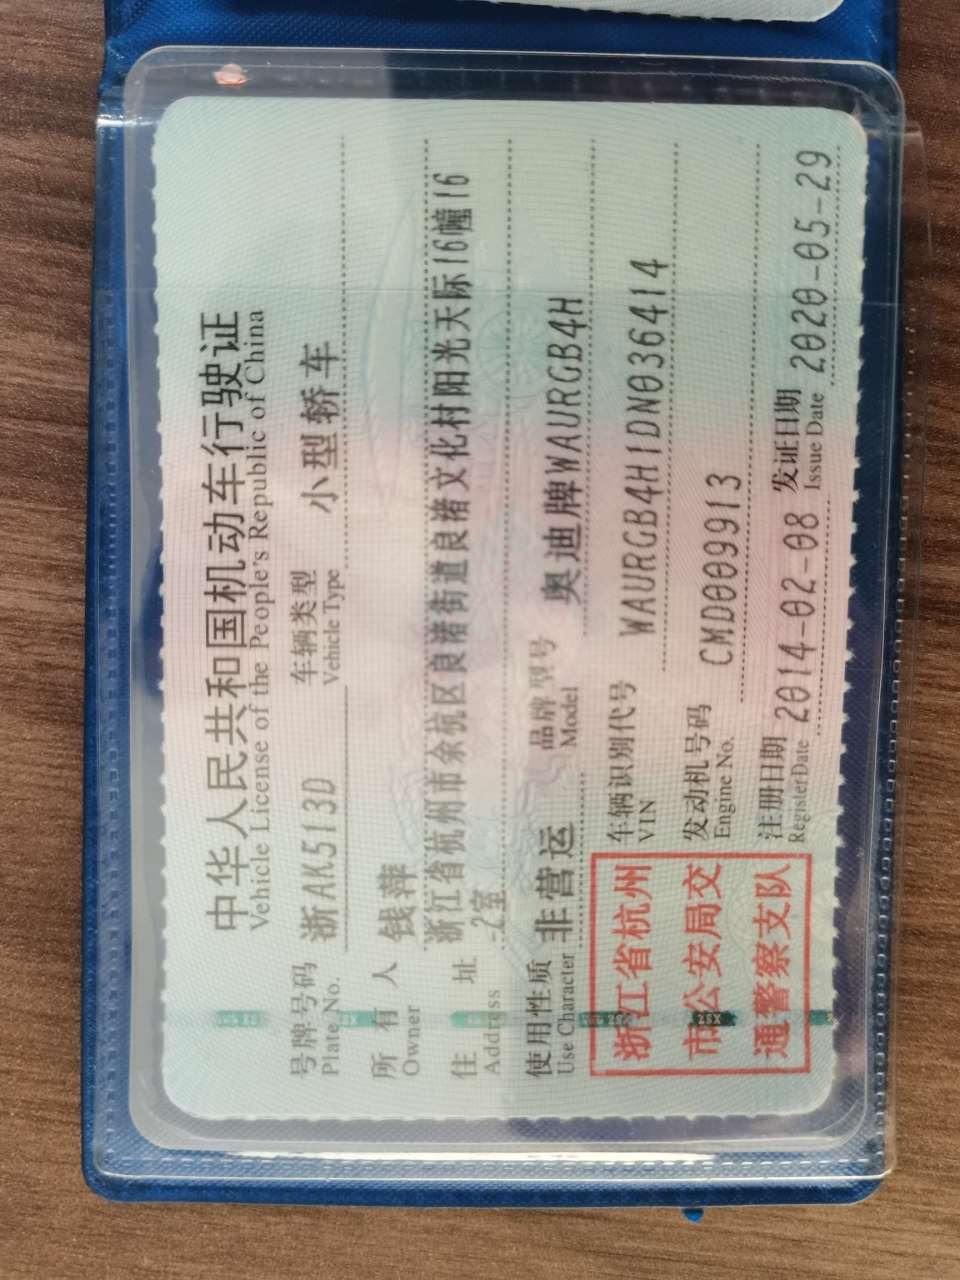 中华人民共和国机动车行驶证
Vehicle License of the People's Republic of China
号牌号码 Plate No. 浙AK513D 车辆类型 Vehicle Type 小型轿车
所有人 Owner 钱萍
住址 Address 浙江省杭州市余杭区良渚街道良渚文化村阳光天际16幢16
-2室
使用性质 Use Character 非营运 品牌型号 Model 奥迪牌WAURGB4H
车辆识别代号 VIN WAURGB4H1DN036414
发动机号码 Engine No. CMD009913
注册日期 Register Date 2014-02-08 发证日期 Issue Date 2020-05-29
浙江省杭州
市公安局交
通警察支队